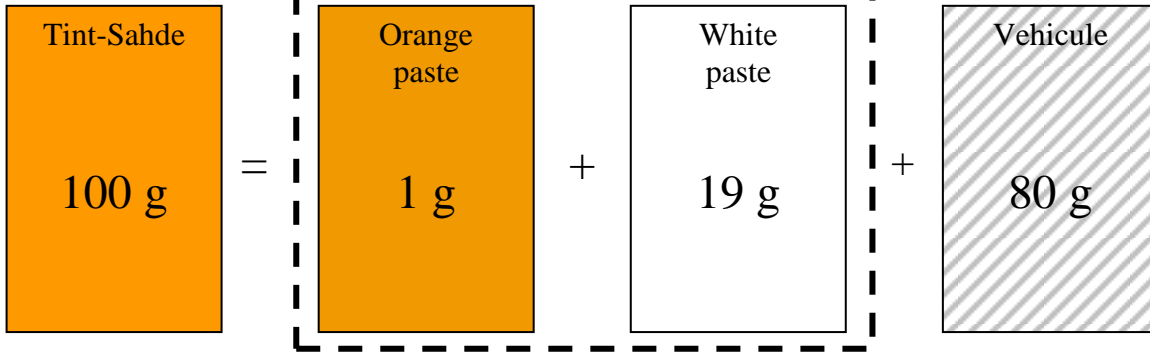 Tint-Sahde
100 g
=
Orange
paste
1 g
+
White
paste
19 g
+
Vehicule
80 g